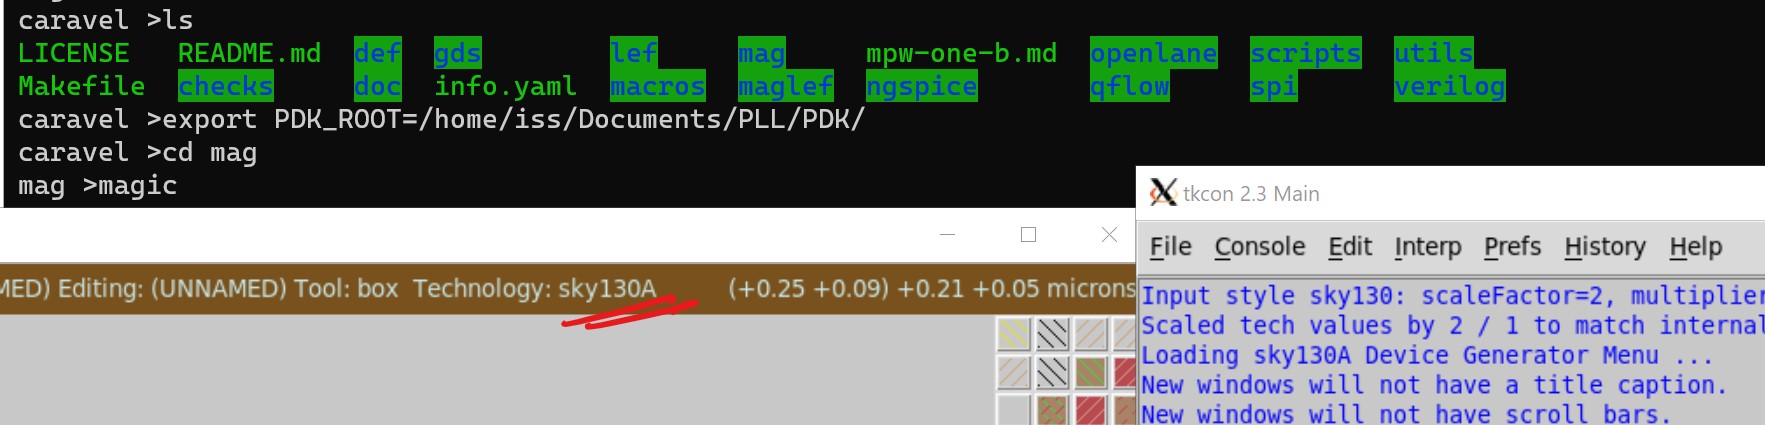 caravel >ls
LICENSE README.md def gds lef mag mpw-one-b.md openlane scripts utils
Makefile checks doc info.yaml macros maglef ngspice qflow spi verilog
caravel >export PDK_ROOT=/home/iss/Documents/PLL/PDK/
caravel >cd mag
mag >magic
tkcon 2.3 Main
File Console Edit Interp Prefs History Help
MED) Editing: (UNNAMED) Tool: box Technology: sky130A (+0.25 +0.09) +0.21 +0.05 microns
Input style sky130: scaleFactor=2, multiplier
Scaled tech values by 2 / 1 to match internal
Loading sky130A Device Generator Menu ...
New windows will not have a title caption.
New windows will not have scroll bars.